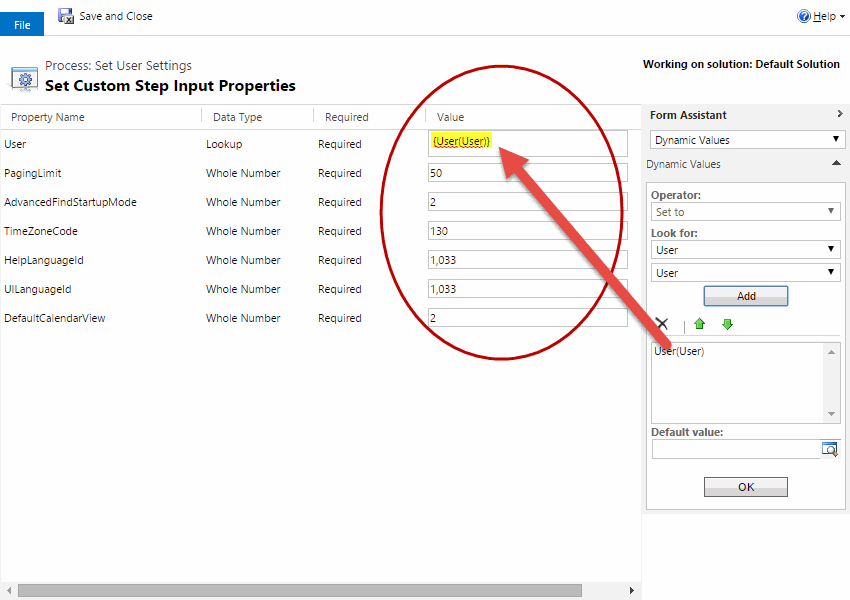 File
Save and Close
Help
Process: Set User Settings
Set Custom Step Input Properties
Working on solution: Default Solution
Property Name Data Type Required Value
User Lookup Required {User(User)}
PagingLimit Whole Number Required 50
AdvancedFindStartupMode Whole Number Required 2
TimeZoneCode Whole Number Required 130
HelpLanguageId Whole Number Required 1,033
UILanguageId Whole Number Required 1,033
DefaultCalendarView Whole Number Required 2
Form Assistant
Dynamic Values
Dynamic Values
Operator:
Set to
Look for:
User
User
Add
User(User)
Default value:
OK